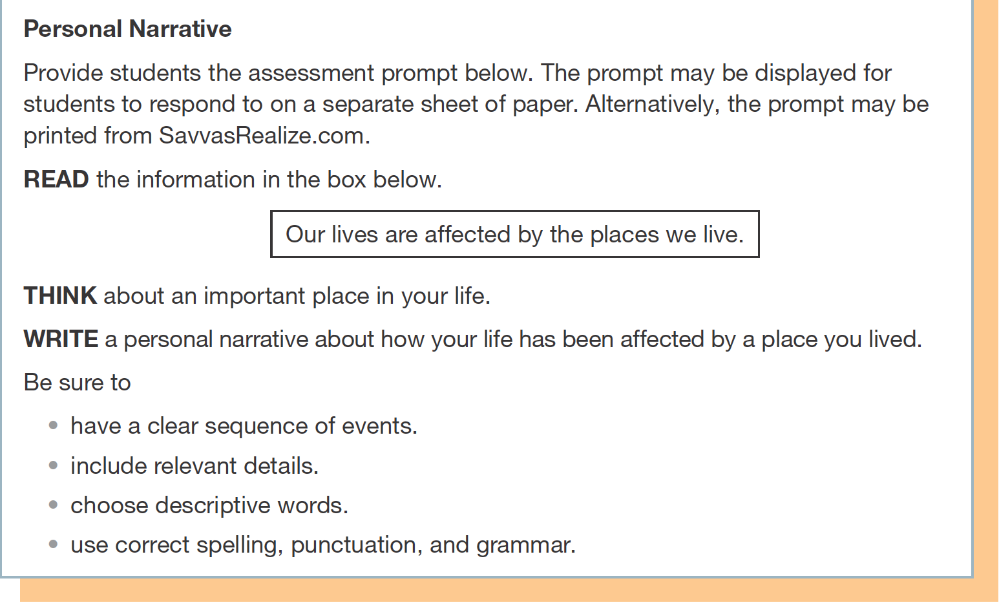 Personal Narrative
Provide students the assessment prompt below. The prompt may be displayed for
students to respond to on a separate sheet of paper. Alternatively, the prompt may be
printed from SavvasRealize.com.
READ the information in the box below.
Our lives are affected by the places we live.
THINK about an important place in your life.
WRITE a personal narrative about how your life has been affected by a place you lived.
Be sure to
• have a clear sequence of events.
• include relevant details.
• choose descriptive words.
• use correct spelling, punctuation, and grammar.